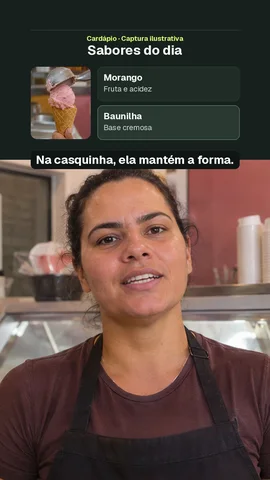 Cardápio · Captura ilustrativa
Sabores do dia
Morango
Fruta e acidez
Baunilha
Base cremosa
Na casquinha, ela mantém a forma.